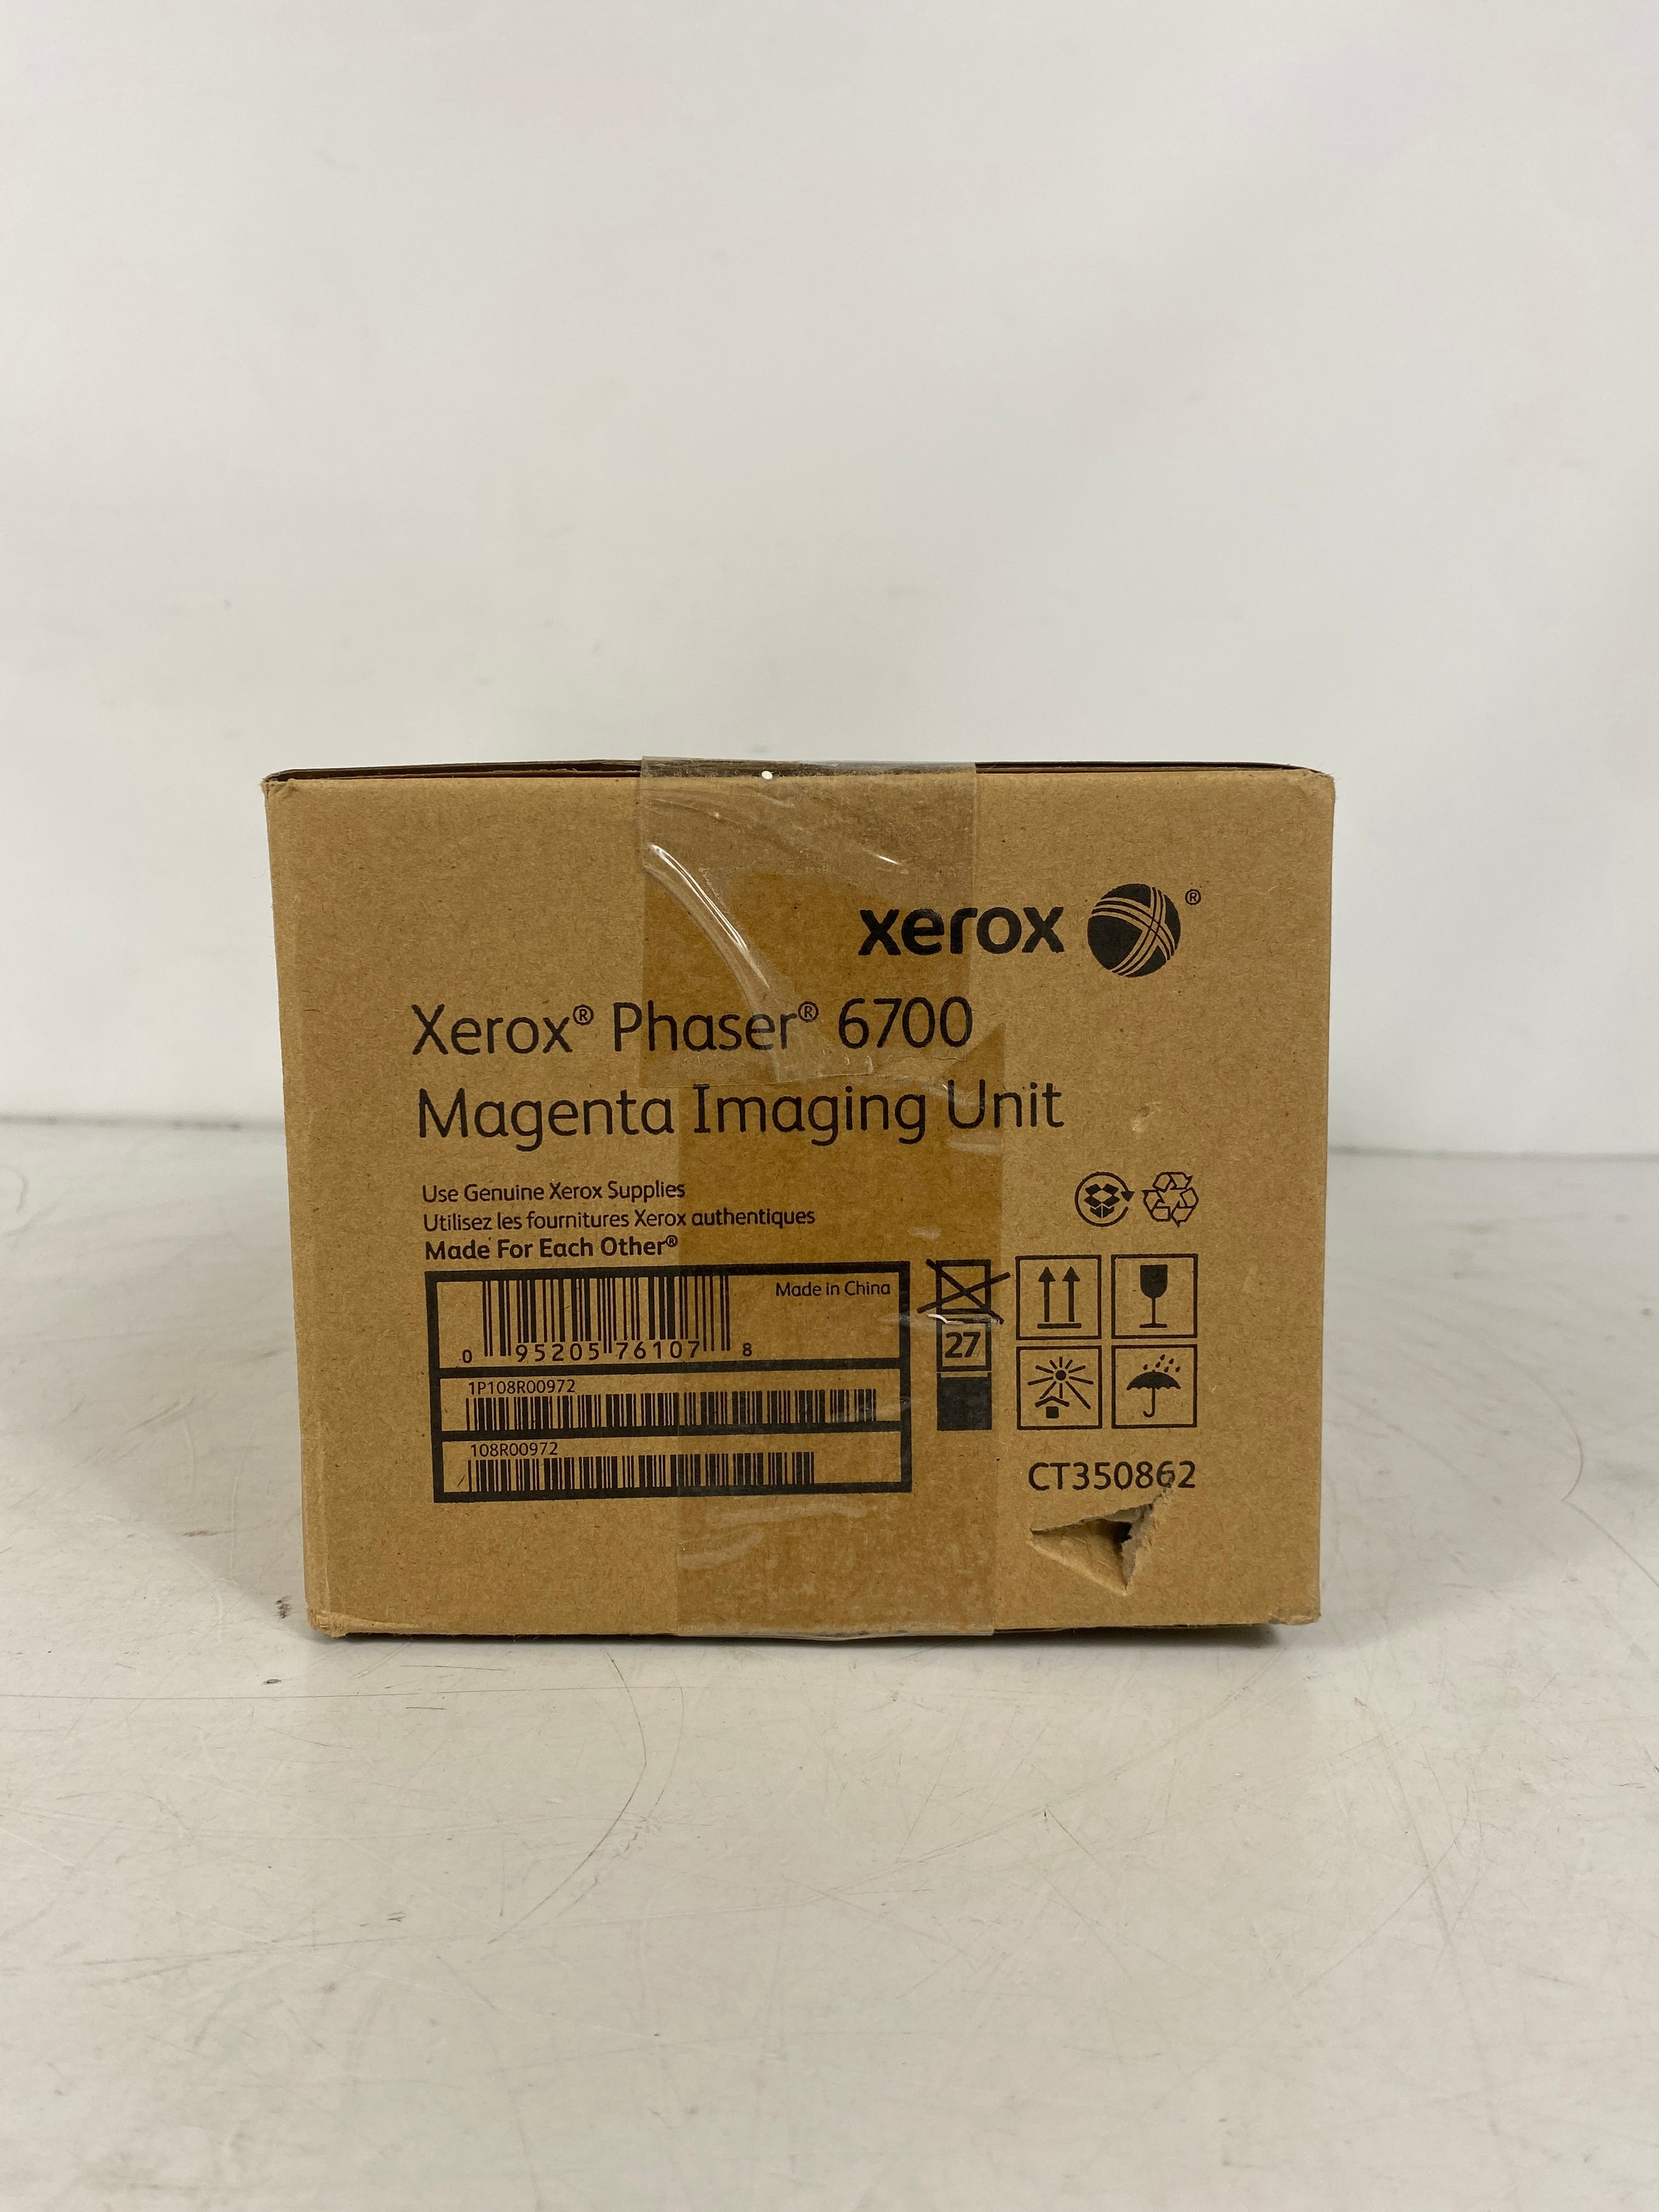 xerox ®
Xerox® Phaser® 6700
Magenta Imaging Unit
Use Genuine Xerox Supplies
Utilisez les fournitures Xerox authentiques
Made For Each Other®
Made in China
0 95205 76107 8
27
1P108R00972
108R00972
CT350862